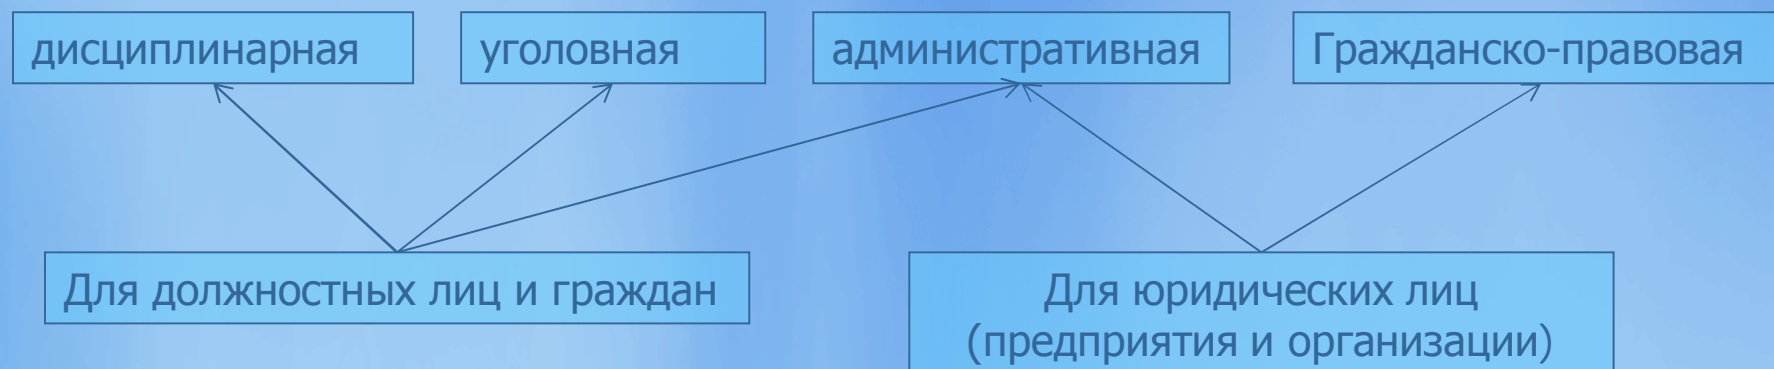 дисциплинарная
уголовная
административная
Гражданско-правовая
Для должностных лиц и граждан
Для юридических лиц
(предприятия и организации)